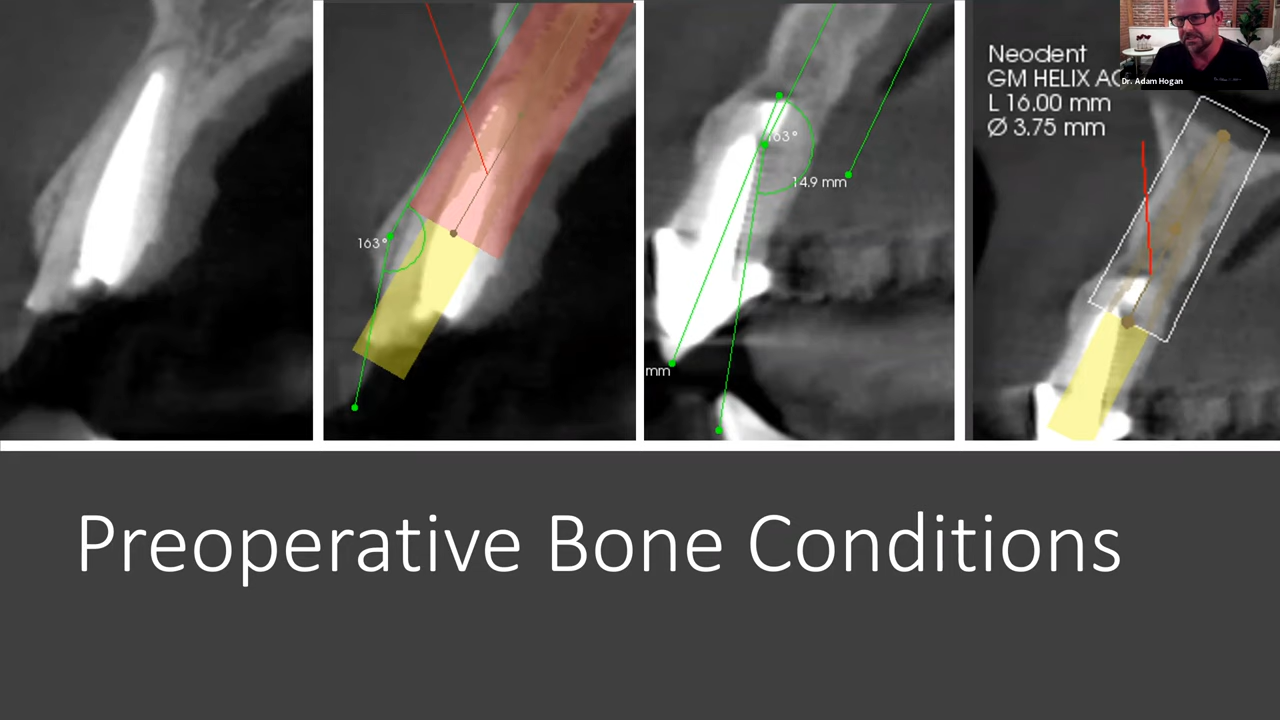 163°
163°
14.9 mm
mm
Neodent
GM HELIX AC
L 16.00 mm
Ø 3.75 mm
Dr. Adam Hogan
Preoperative Bone Conditions